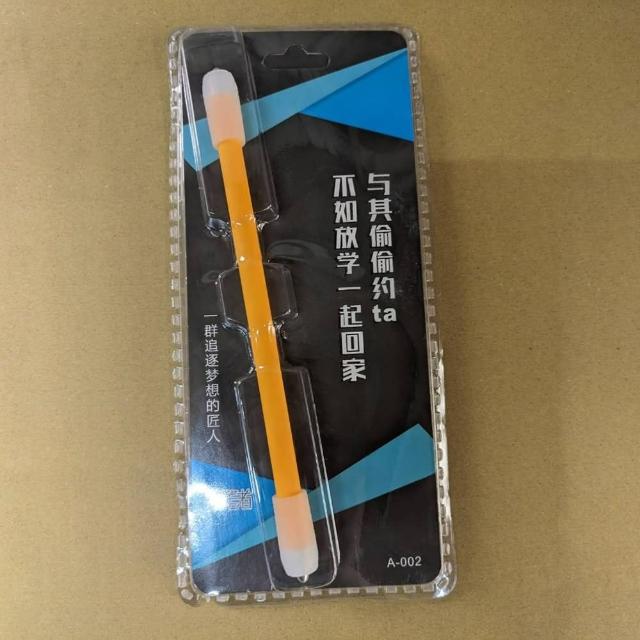 与其偷偷约ta
不如放学一起回家
一群追逐梦想的匠人
A-002